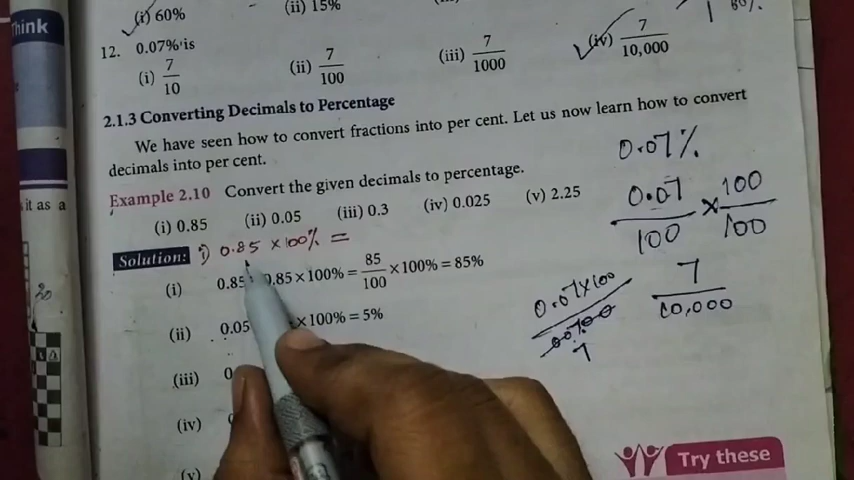 (i) 60%
(ii) 15%
80%.
Think
12. 0.07% is
(i) 7/10
(ii) 7/100
(iii) 7/1000
(iv) 7/10,000
2.1.3 Converting Decimals to Percentage
We have seen how to convert fractions into per cent. Let us now learn how to convert
decimals into per cent.
it as a
Example 2.10 Convert the given decimals to percentage.
(i) 0.85 (ii) 0.05 (iii) 0.3 (iv) 0.025 (v) 2.25
Solution: i) 0.85 × 100% =
(i) 0.85 0.85 × 100% = 85/100 × 100% = 85%
(ii) 0.05 × 100% = 5%
(iii) 0
(iv)
(v)
0.07%
0.07/100 × 100/100
7/10,000
0.07×100
00700
7
Try these